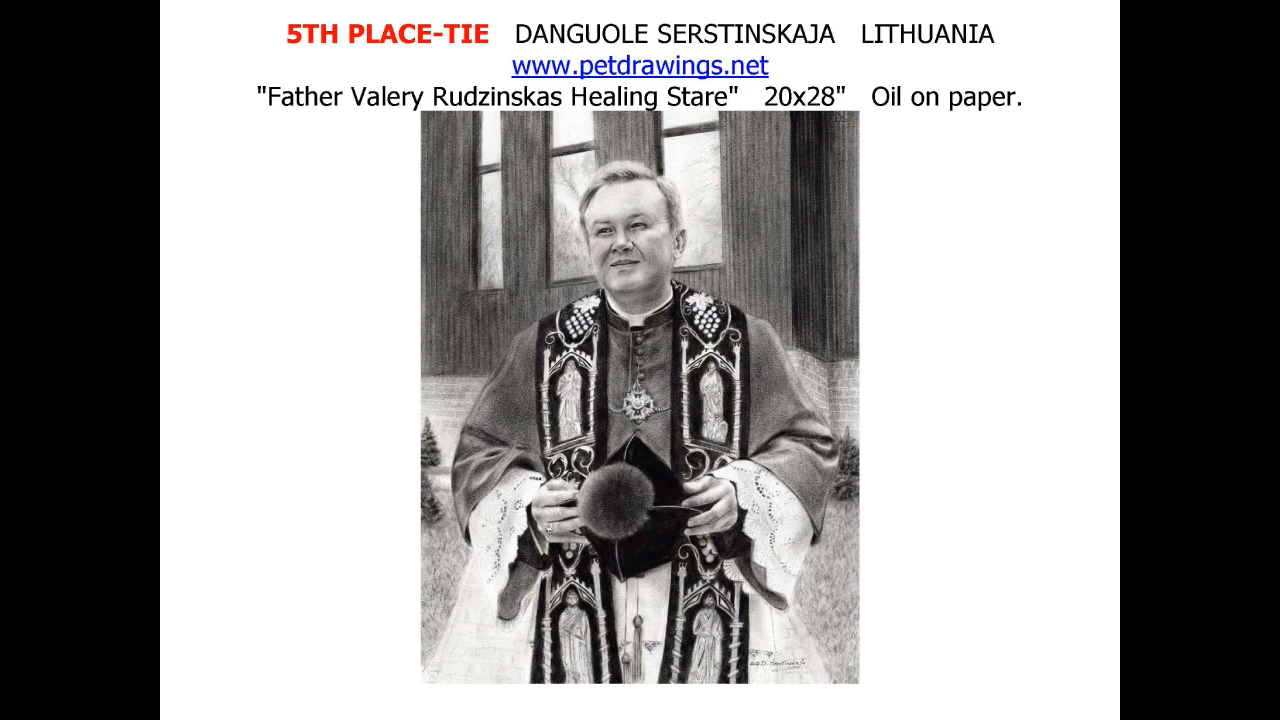 5TH PLACE-TIE DANGUOLE SERSTINSKAJA LITHUANIA
www.petdrawings.net
"Father Valery Rudzinskas Healing Stare" 20x28" Oil on paper.